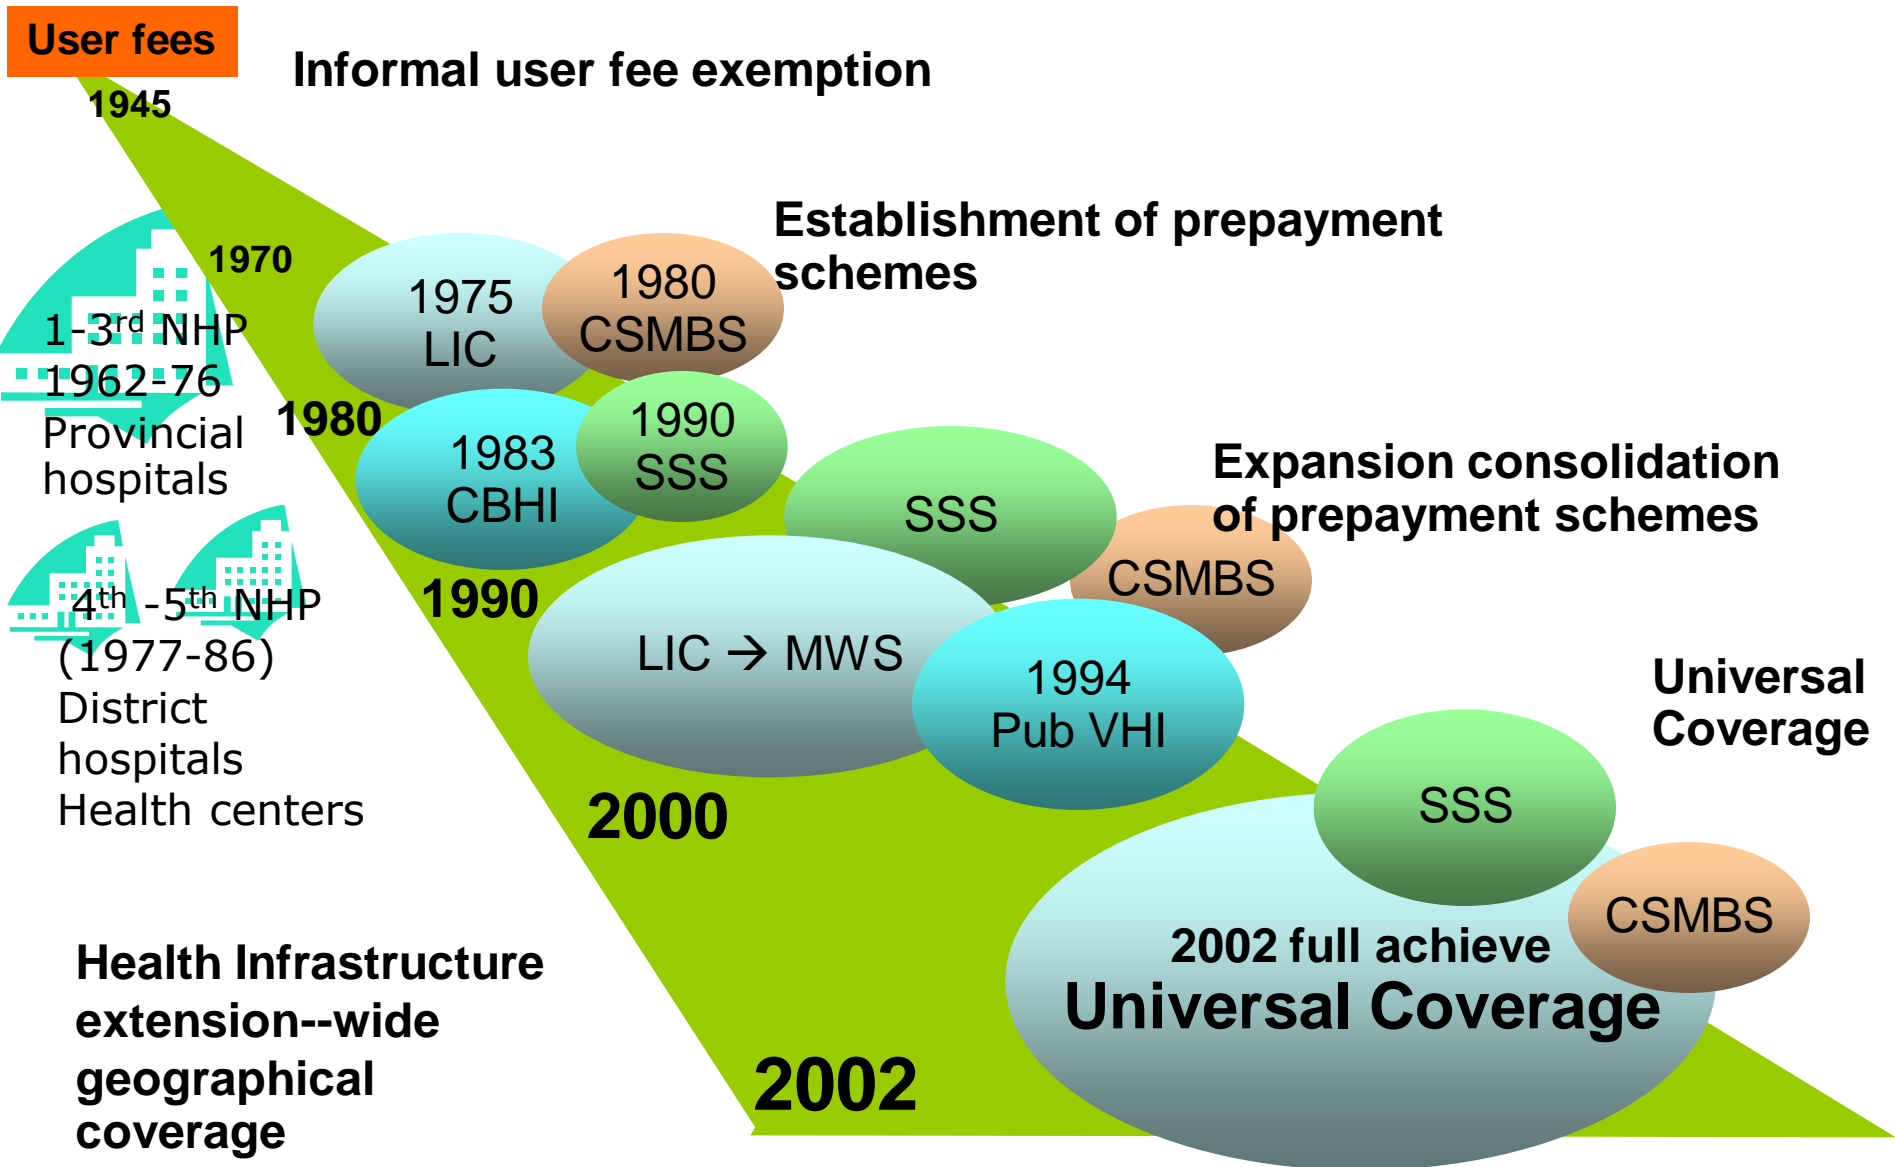 User fees
Informal user fee exemption
1945
Establishment of prepayment
schemes
1970
1975
LIC
1980
CSMBS
1-3rd NHP
1962-76
Provincial
hospitals
1980
1983
CBHI
1990
SSS
SSS
Expansion consolidation
of prepayment schemes
CSMBS
4th -5th NHP
(1977-86)
District
hospitals
Health centers
1990
LIC → MWS
1994
Pub VHI
Universal
Coverage
2000
SSS
CSMBS
2002 full achieve
Universal Coverage
Health Infrastructure
extension--wide
geographical
coverage
2002